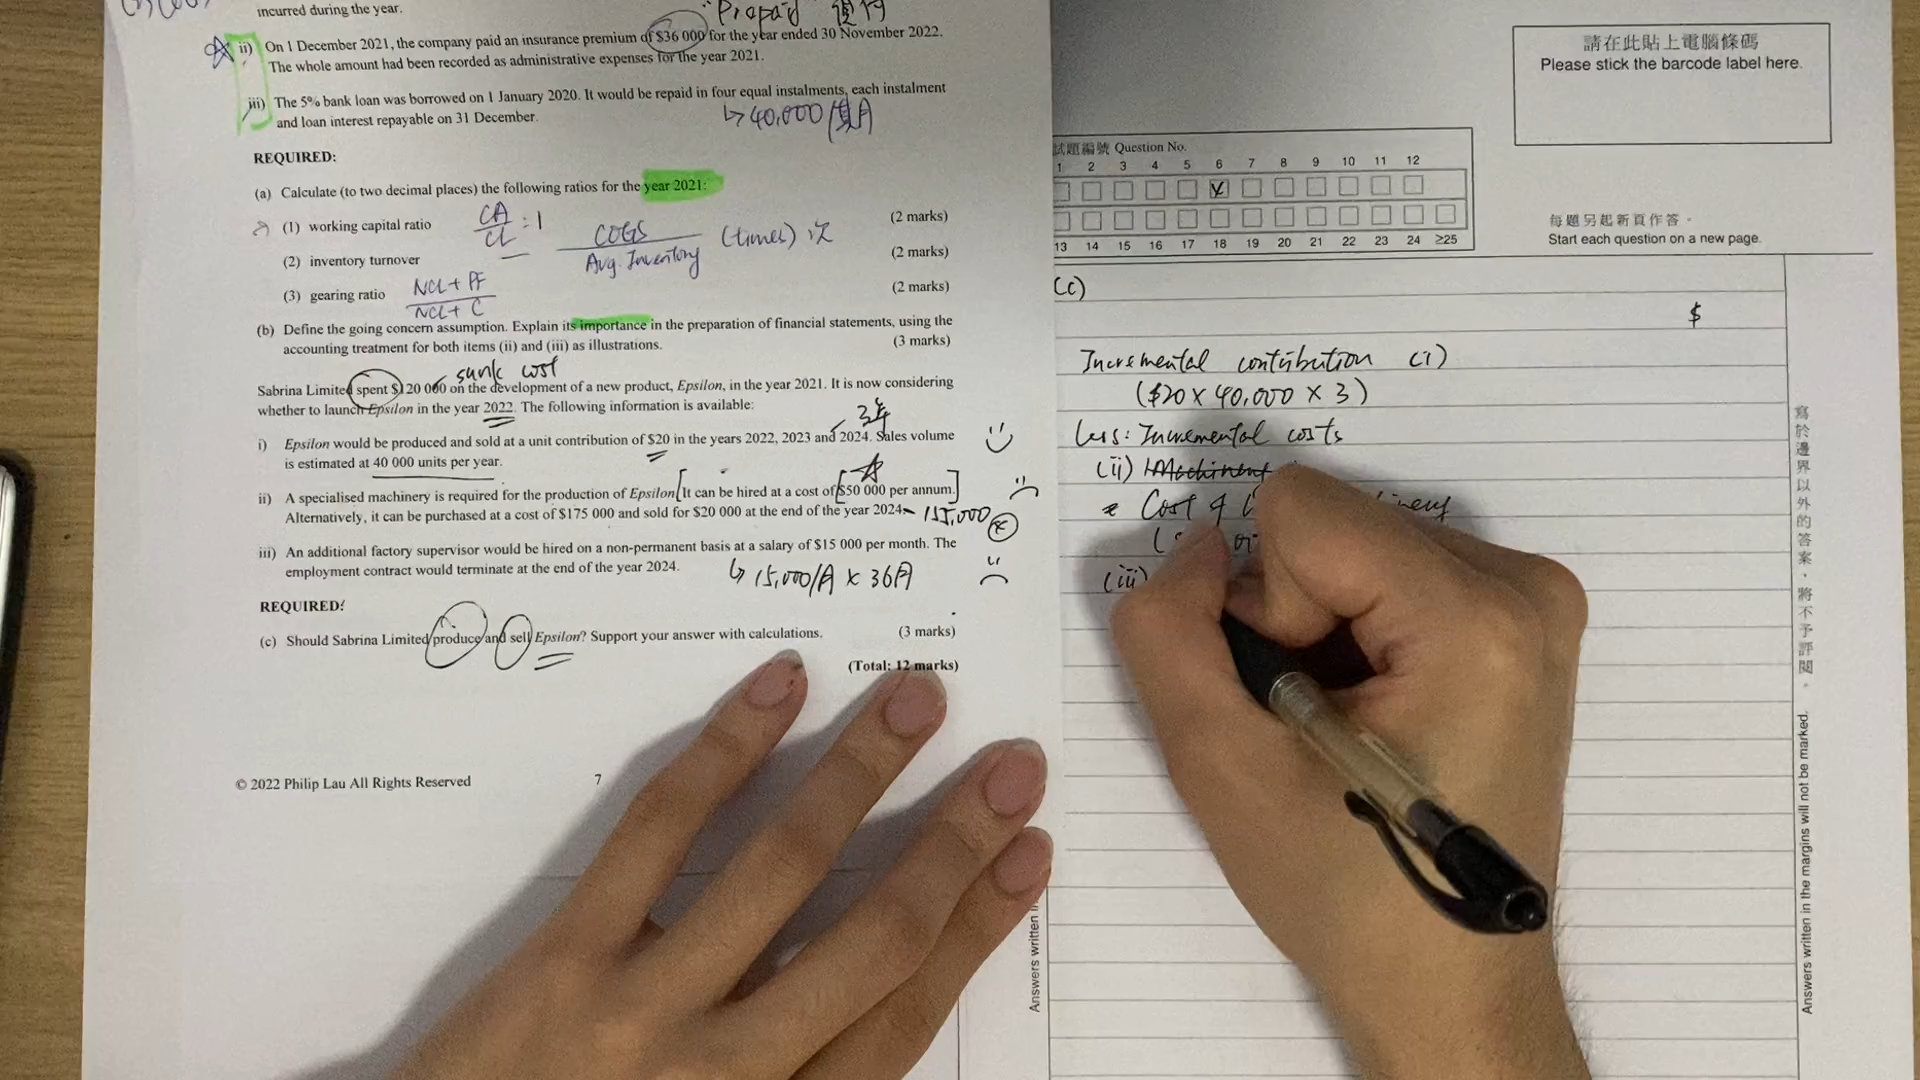 incurred during the year.
"Prepaid 預付
ii) On 1 December 2021, the company paid an insurance premium of $36 000 for the year ended 30 November 2022.
The whole amount had been recorded as administrative expenses for the year 2021.
iii) The 5% bank loan was borrowed on 1 January 2020. It would be repaid in four equal instalments, each instalment
and loan interest repayable on 31 December.
↳ 40,000/
REQUIRED:
(a) Calculate (to two decimal places) the following ratios for the year 2021:
(1) working capital ratio (2 marks)
CA
CL : 1
(2) inventory turnover (2 marks)
COGS
Avg. Inventory (times) 次
(3) gearing ratio (2 marks)
NCL + PF
NCL + C
(b) Define the going concern assumption. Explain its importance in the preparation of financial statements, using the
accounting treatment for both items (ii) and (iii) as illustrations. (3 marks)
sunk cost
Sabrina Limited spent $120 000 on the development of a new product, Epsilon, in the year 2021. It is now considering
whether to launch Epsilon in the year 2022. The following information is available:
3年
i) Epsilon would be produced and sold at a unit contribution of $20 in the years 2022, 2023 and 2024. Sales volume
is estimated at 40 000 units per year.
ii) A specialised machinery is required for the production of Epsilon. It can be hired at a cost of $50 000 per annum.
Alternatively, it can be purchased at a cost of $175 000 and sold for $20 000 at the end of the year 2024. 155,000
iii) An additional factory supervisor would be hired on a non-permanent basis at a salary of $15 000 per month. The
employment contract would terminate at the end of the year 2024.
↳ 15,000/月 × 36月
REQUIRED:
(c) Should Sabrina Limited produce and sell Epsilon? Support your answer with calculations. (3 marks)
(Total: 12 marks)
© 2022 Philip Lau All Rights Reserved
7
請在此貼上電腦條碼
Please stick the barcode label here.
試題編號 Question No.
1 2 3 4 5 6 7 8 9 10 11 12
13 14 15 16 17 18 19 20 21 22 23 24 ≥25
每題另起新頁作答。
Start each question on a new page.
(c)
$
Incremental contribution (i)
($20 × 40,000 × 3)
Less: Incremental costs
(ii)
Cost of
(iii)
寫於邊界以外的答案,將不予評閱。
Answers written in the margins will not be marked.
Answers written